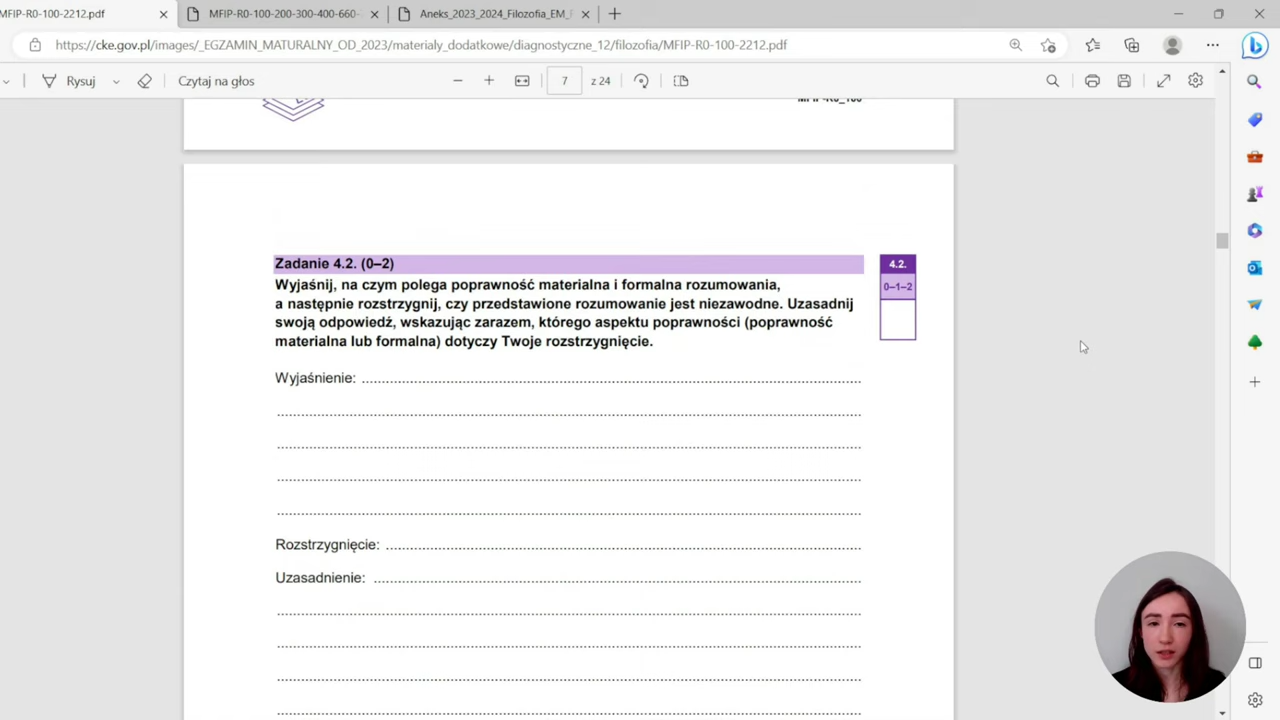 MFIP-R0-100-2212.pdf
MFIP-R0-100-200-300-400-660-
Aneks_2023_2024_Filozofia_EM_
https://cke.gov.pl/images/_EGZAMIN_MATURALNY_OD_2023/materialy_dodatkowe/diagnostyczne_12/filozofia/MFIP-R0-100-2212.pdf
Rysuj
Czytaj na głos
7
z 24
MFIP-R0_100
Zadanie 4.2. (0–2)
4.2.
Wyjaśnij, na czym polega poprawność materialna i formalna rozumowania,
0–1–2
a następnie rozstrzygnij, czy przedstawione rozumowanie jest niezawodne. Uzasadnij
swoją odpowiedź, wskazując zarazem, którego aspektu poprawności (poprawność
materialna lub formalna) dotyczy Twoje rozstrzygnięcie.
Wyjaśnienie:
Rozstrzygnięcie:
Uzasadnienie: